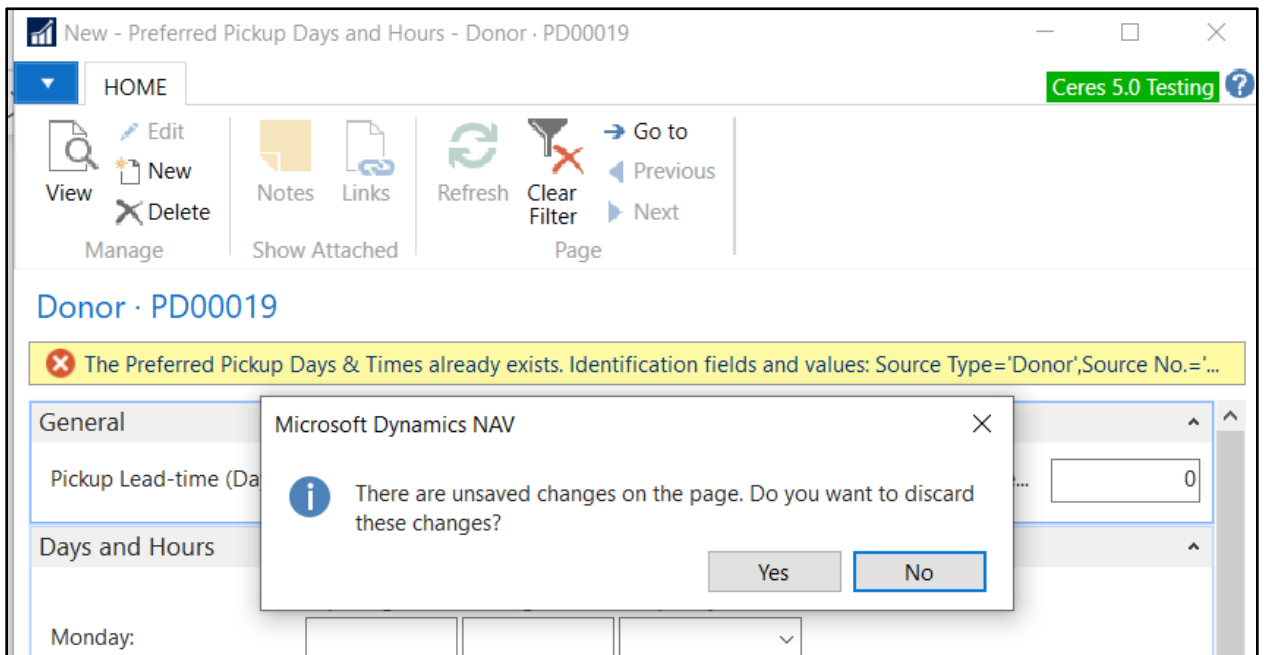 New - Preferred Pickup Days and Hours - Donor · PD00019
HOME
Ceres 5.0 Testing
View
Edit
New
Delete
Manage
Notes
Links
Show Attached
Refresh
Clear
Filter
Go to
Previous
Next
Page
Donor · PD00019
The Preferred Pickup Days & Times already exists. Identification fields and values: Source Type='Donor',Source No.='...
General
Pickup Lead-time (Da
0
Microsoft Dynamics NAV
There are unsaved changes on the page. Do you want to discard
these changes?
Yes
No
Days and Hours
Monday: